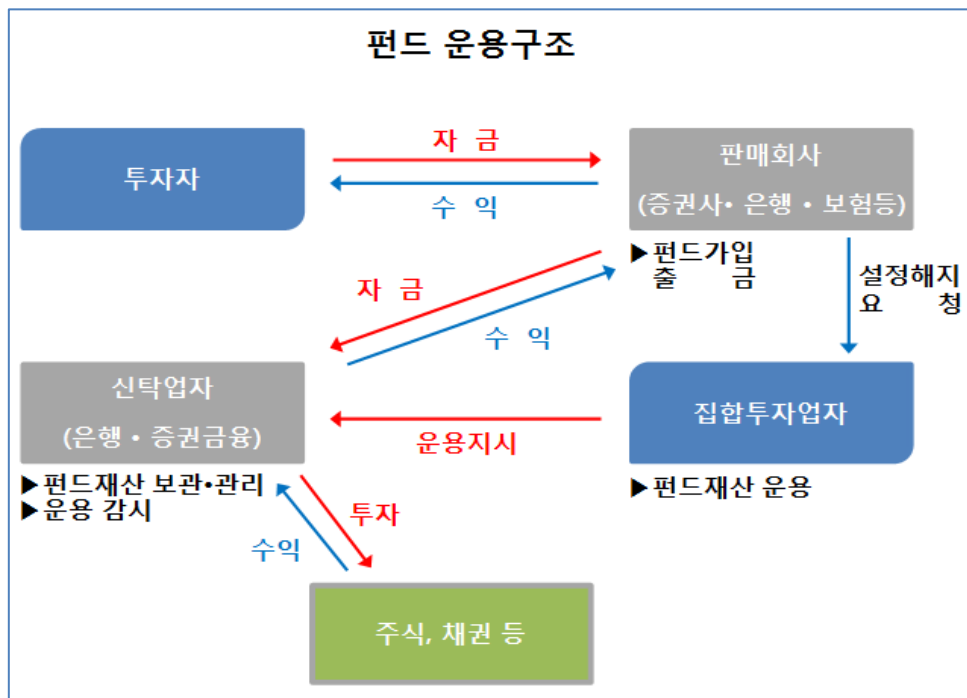 펀드 운용구조
투자자
자 금
수 익
판매회사
(증권사• 은행 • 보험등)
▶펀드가입
출 금
설정해지
요 청
자 금
수 익
신탁업자
(은행 • 증권금융)
운용지시
집합투자업자
▶펀드재산 보관•관리
▶운용 감시
▶펀드재산 운용
투자
수익
주식, 채권 등